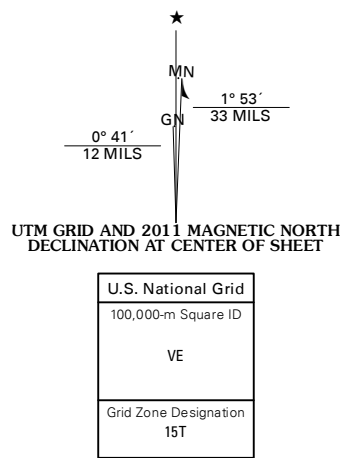 ★
MN
GN
1° 53´
33 MILS
0° 41´
12 MILS
UTM GRID AND 2011 MAGNETIC NORTH
DECLINATION AT CENTER OF SHEET
U.S. National Grid
100,000-m Square ID
VE
Grid Zone Designation
15T